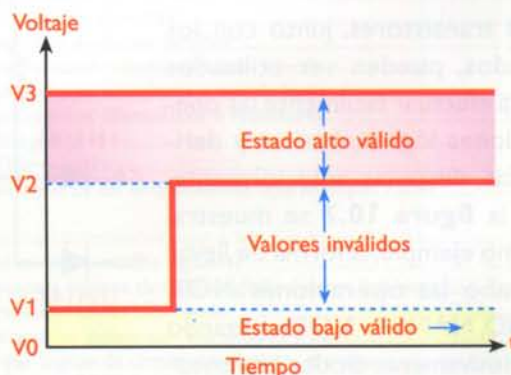 Voltaje
V3
Estado alto válido
V2
Valores inválidos
V1
Estado bajo válido
V0
t
Tiempo